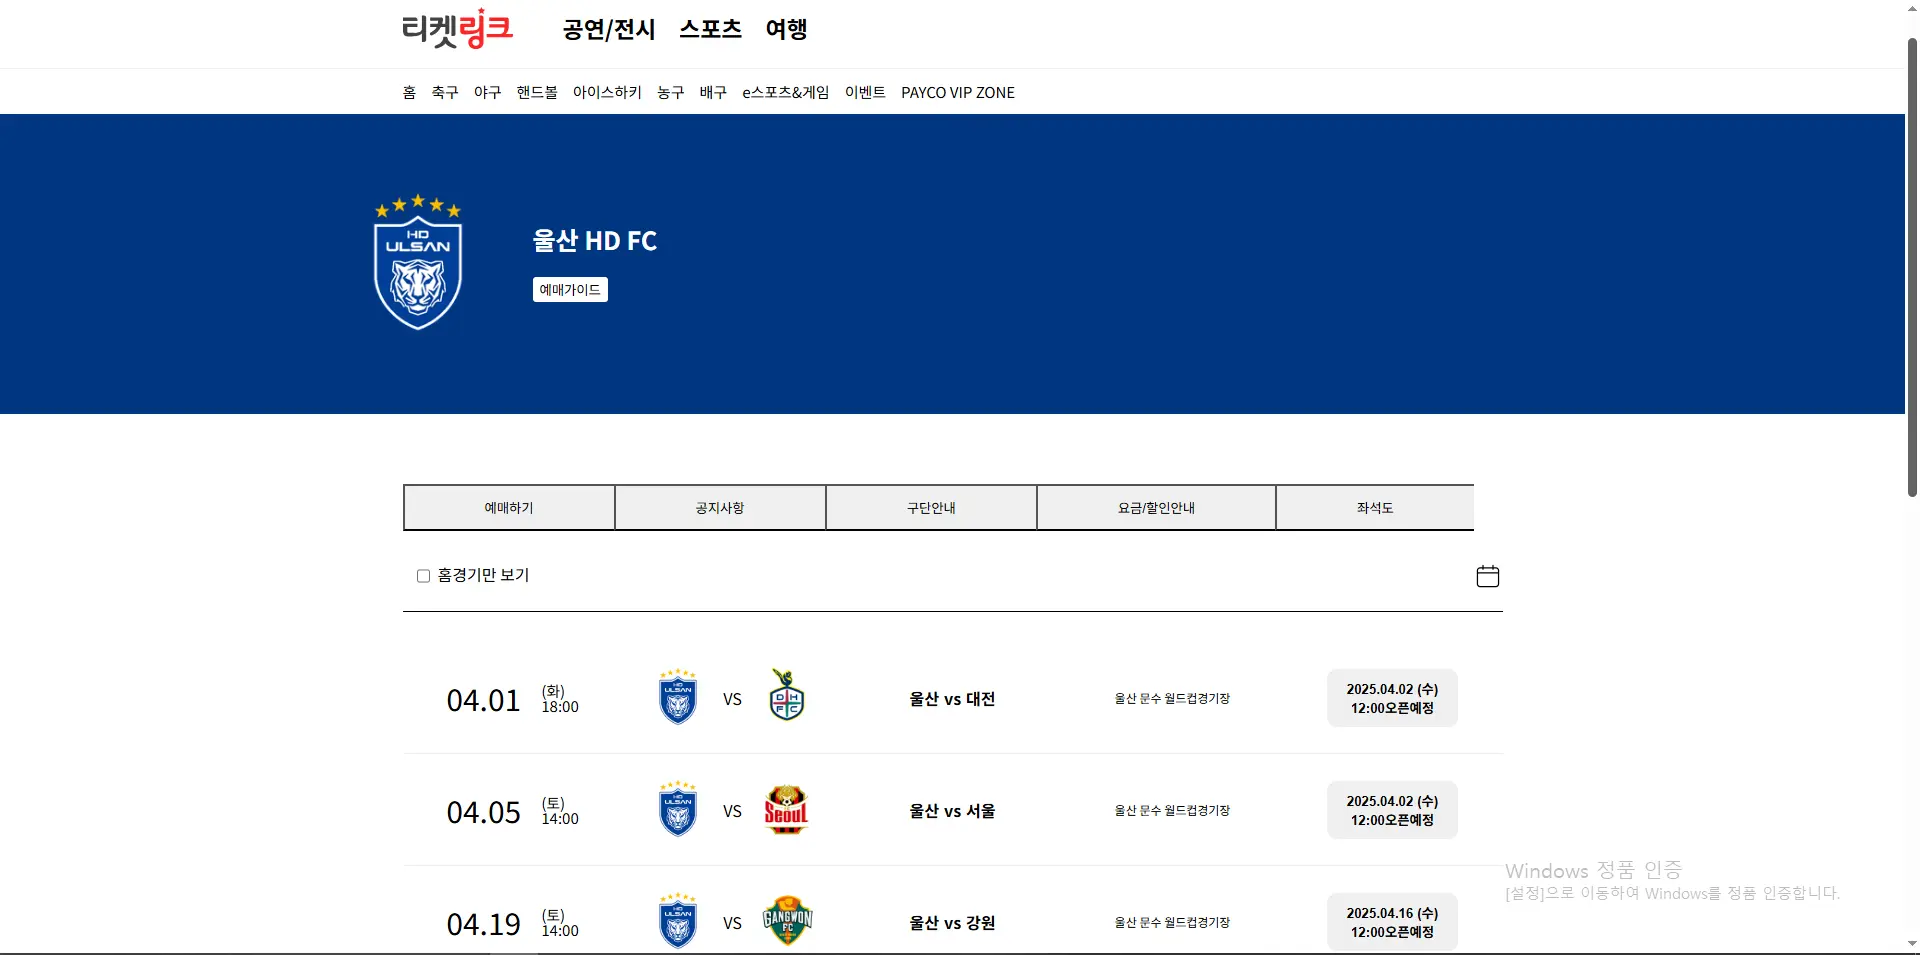 티켓링크 공연/전시 스포츠 여행
홈 축구 야구 핸드볼 아이스하키 농구 배구 e스포츠&게임 이벤트 PAYCO VIP ZONE
HD
ULSAN
울산 HD FC
예매가이드
예매하기 공지사항 구단안내 요금/할인안내 좌석도
홈경기만 보기
04.01 (화) 18:00 HD ULSAN VS DHFC 울산 vs 대전 울산 문수 월드컵경기장 2025.04.02 (수) 12:00오픈예정
04.05 (토) 14:00 HD ULSAN VS Seoul 울산 vs 서울 울산 문수 월드컵경기장 2025.04.02 (수) 12:00오픈예정
04.19 (토) 14:00 HD ULSAN VS GANGWON FC 울산 vs 강원 울산 문수 월드컵경기장 2025.04.16 (수) 12:00오픈예정
Windows 정품 인증
[설정]으로 이동하여 Windows를 정품 인증합니다.